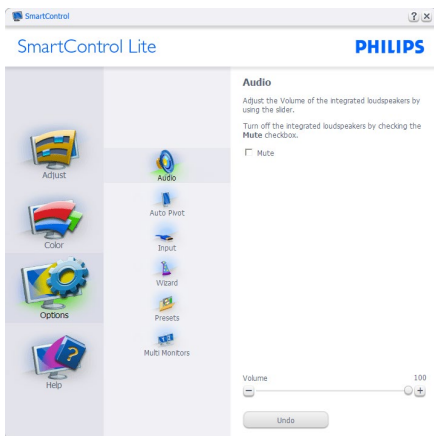 SmartControl
SmartControl Lite
PHILIPS
Adjust
Color
Options
Help
Audio
Auto Pivot
Input
Wizard
Presets
Multi Monitors
Audio
Adjust the Volume of the integrated loudspeakers by
using the slider.
Turn off the integrated loudspeakers by checking the
Mute checkbox.
Mute
Volume 100
Undo